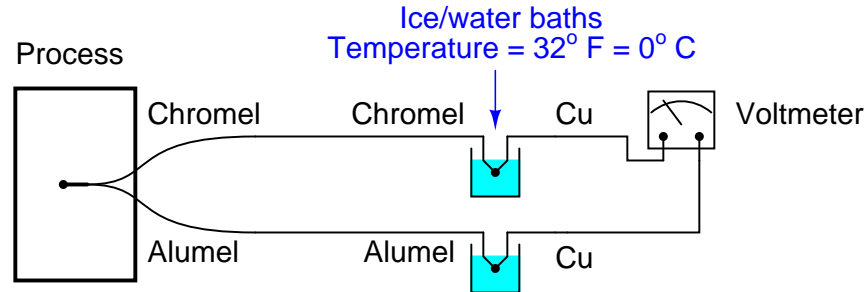 Ice/water baths
Temperature = 32° F = 0° C
Process
Chromel Chromel Cu Voltmeter
Alumel Alumel Cu